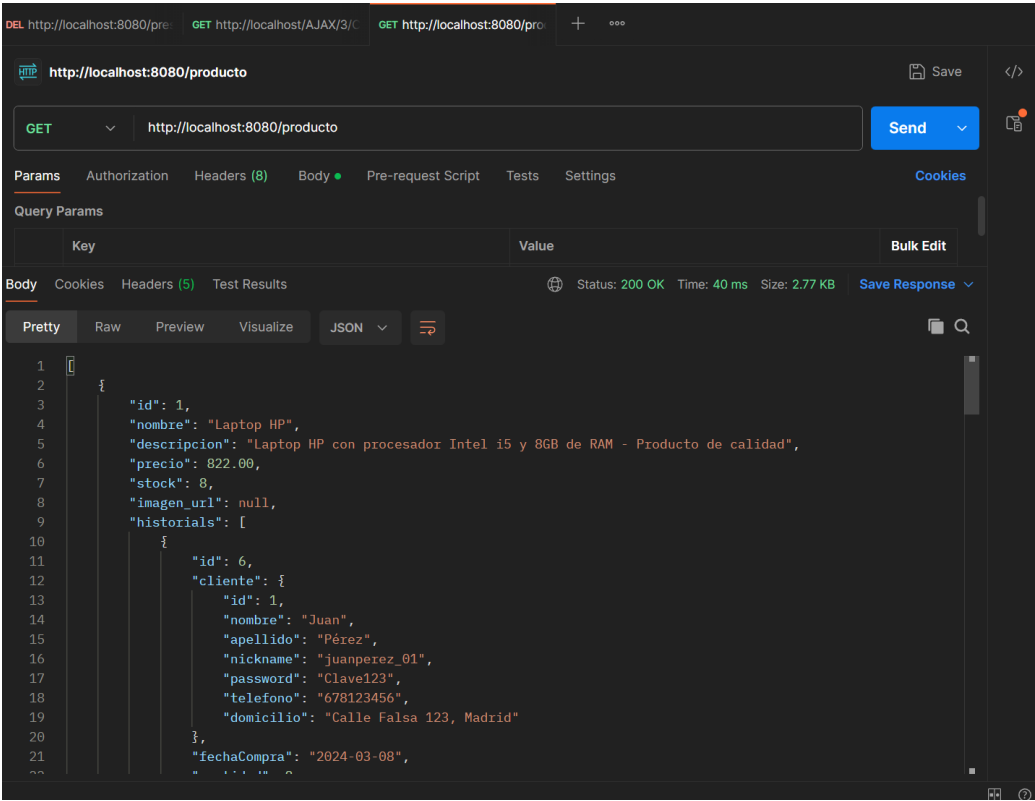 DEL http://localhost:8080/pre GET http://localhost/AJAX/3/C GET http://localhost:8080/pro
HTTP http://localhost:8080/producto Save </>
GET http://localhost:8080/producto Send
Params Authorization Headers (8) Body Pre-request Script Tests Settings Cookies
Query Params
Key Value Bulk Edit
Body Cookies Headers (5) Test Results Status: 200 OK Time: 40 ms Size: 2.77 KB Save Response
Pretty Raw Preview Visualize JSON
1 [
2 {
3 "id": 1,
4 "nombre": "Laptop HP",
5 "descripcion": "Laptop HP con procesador Intel i5 y 8GB de RAM - Producto de calidad",
6 "precio": 822.00,
7 "stock": 8,
8 "imagen_url": null,
9 "historials": [
10 {
11 "id": 6,
12 "cliente": {
13 "id": 1,
14 "nombre": "Juan",
15 "apellido": "Pérez",
16 "nickname": "juanperez_01",
17 "password": "Clave123",
18 "telefono": "678123456",
19 "domicilio": "Calle Falsa 123, Madrid"
20 },
21 "fechaCompra": "2024-03-08",